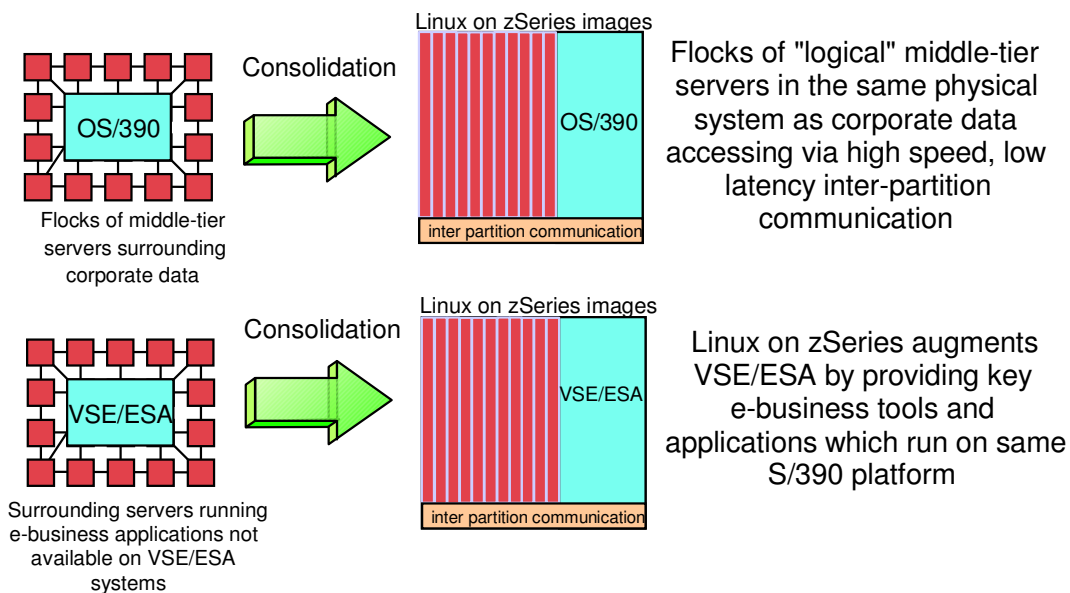 Linux on zSeries images
Consolidation
OS/390
OS/390
inter partition communication
Flocks of middle-tier
servers surrounding
corporate data
Flocks of "logical" middle-tier
servers in the same physical
system as corporate data
accessing via high speed, low
latency inter-partition
communication
Linux on zSeries images
Consolidation
VSE/ESA
VSE/ESA
inter partition communication
Surrounding servers running
e-business applications not
available on VSE/ESA
systems
Linux on zSeries augments
VSE/ESA by providing key
e-business tools and
applications which run on same
S/390 platform